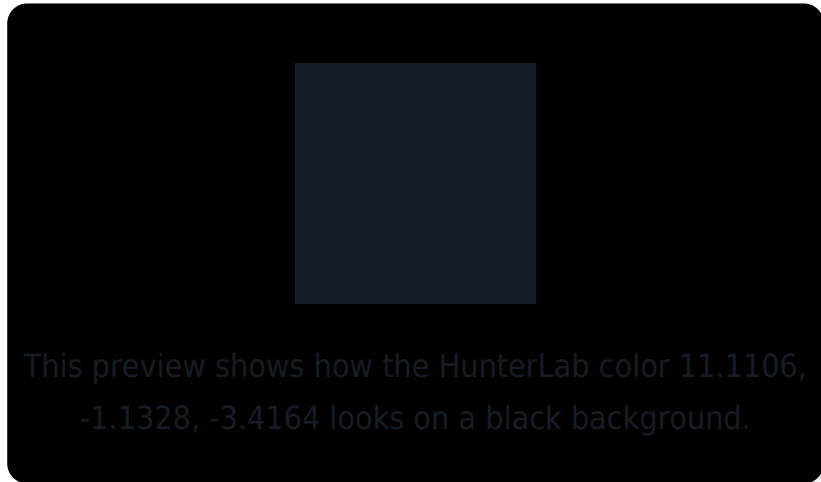 This preview shows how the HunterLab color 11.1106,
-1.1328, -3.4164 looks on a black background.